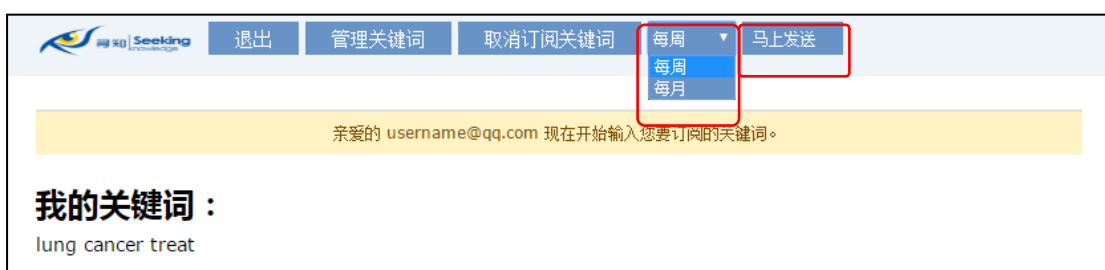 寻知 Seeking knowledge 退出 管理关键词 取消订阅关键词 每周 马上发送
每周
每月
亲爱的 username@qq.com 现在开始输入您要订阅的关键词。
我的关键词：
lung cancer treat